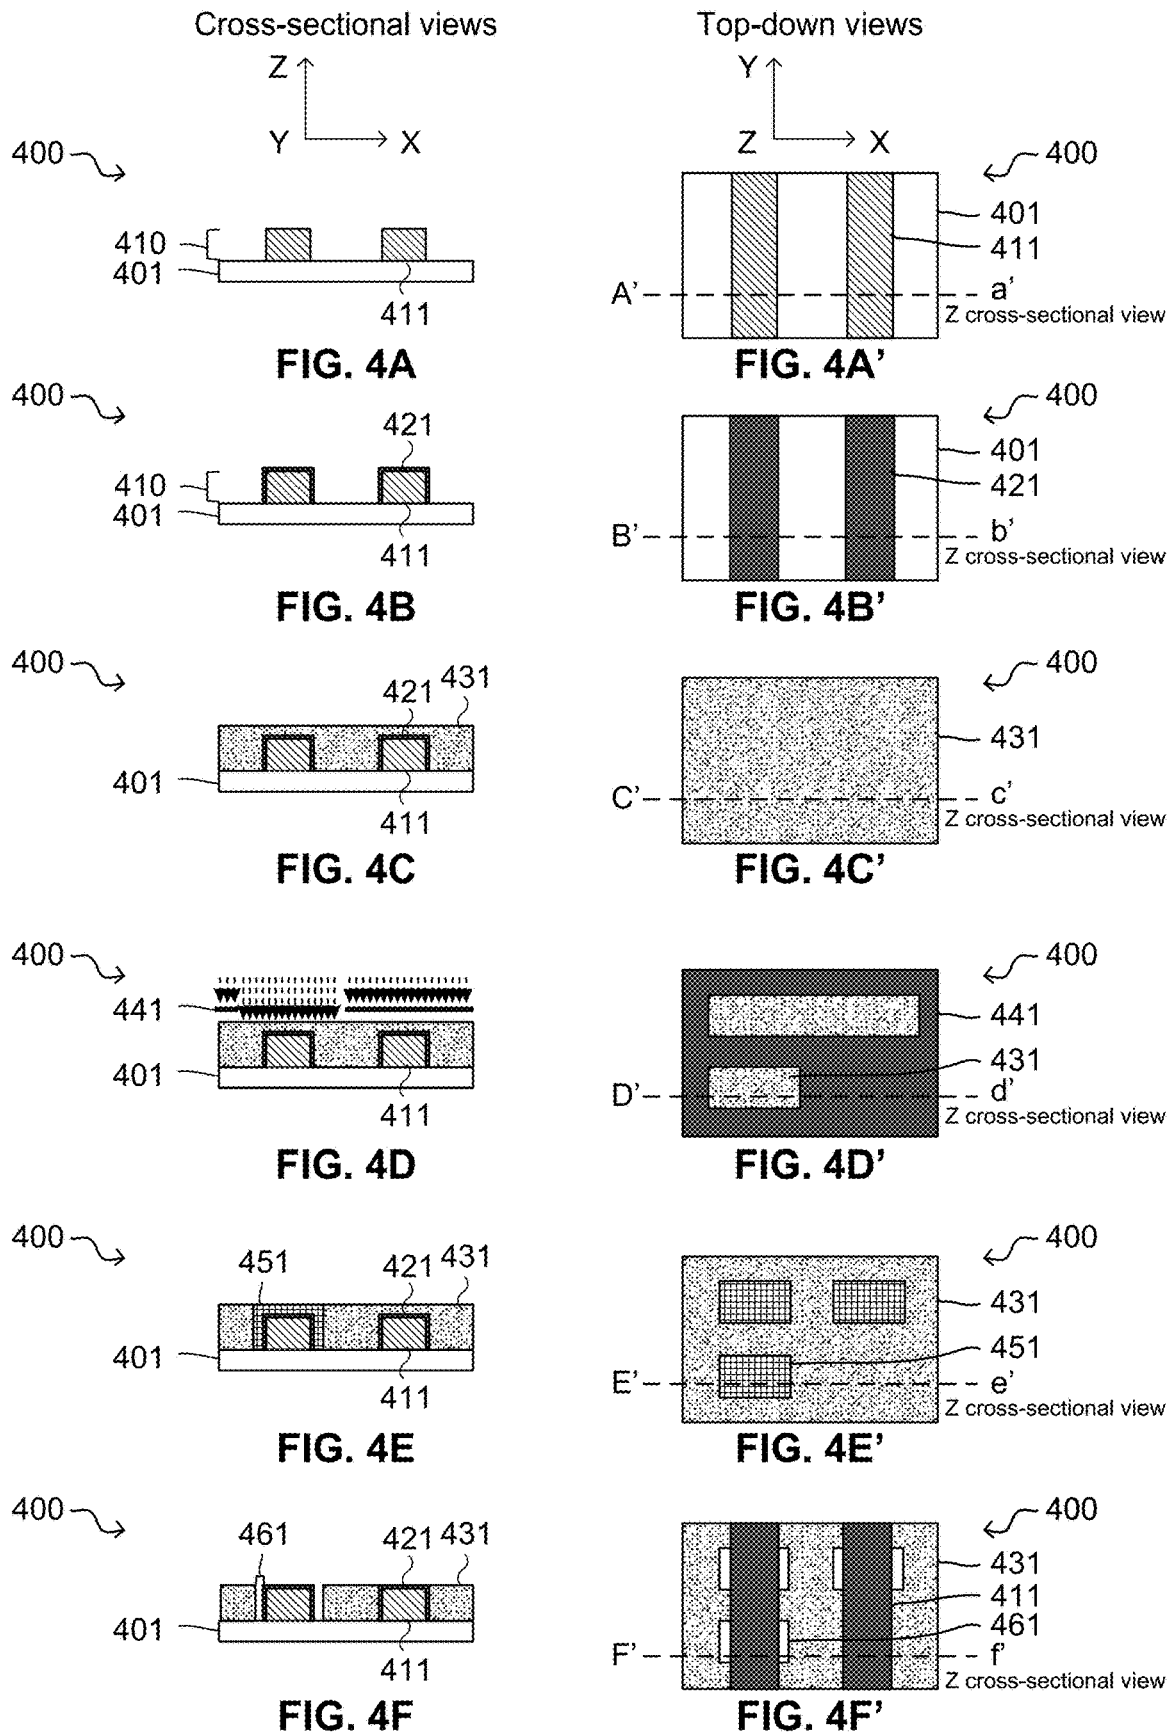 Cross-sectional views
Top-down views
Z
Y X
Y
Z X
400
410
401
411
FIG. 4A
400
401
411
A’ a’
Z cross-sectional view
FIG. 4A’
400
421
410
401
411
FIG. 4B
400
401
421
B’ b’
Z cross-sectional view
FIG. 4B’
400
421 431
401
411
FIG. 4C
400
431
C’ c’
Z cross-sectional view
FIG. 4C’
400
441
401
411
FIG. 4D
400
441
431
D’ d’
Z cross-sectional view
FIG. 4D’
400
451 421 431
401
411
FIG. 4E
400
431
451
E’ e’
Z cross-sectional view
FIG. 4E’
400
461 421 431
401
411
FIG. 4F
400
431
411
461
F’ f’
Z cross-sectional view
FIG. 4F’